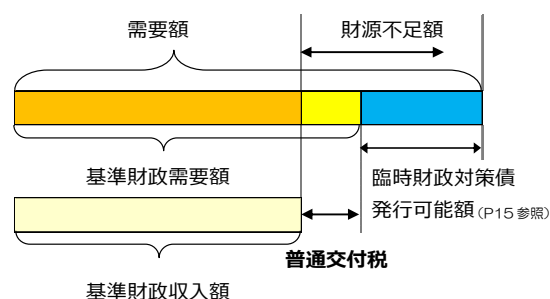 需要額
財源不足額
基準財政需要額
臨時財政対策債
発行可能額(P15参照)
普通交付税
基準財政収入額